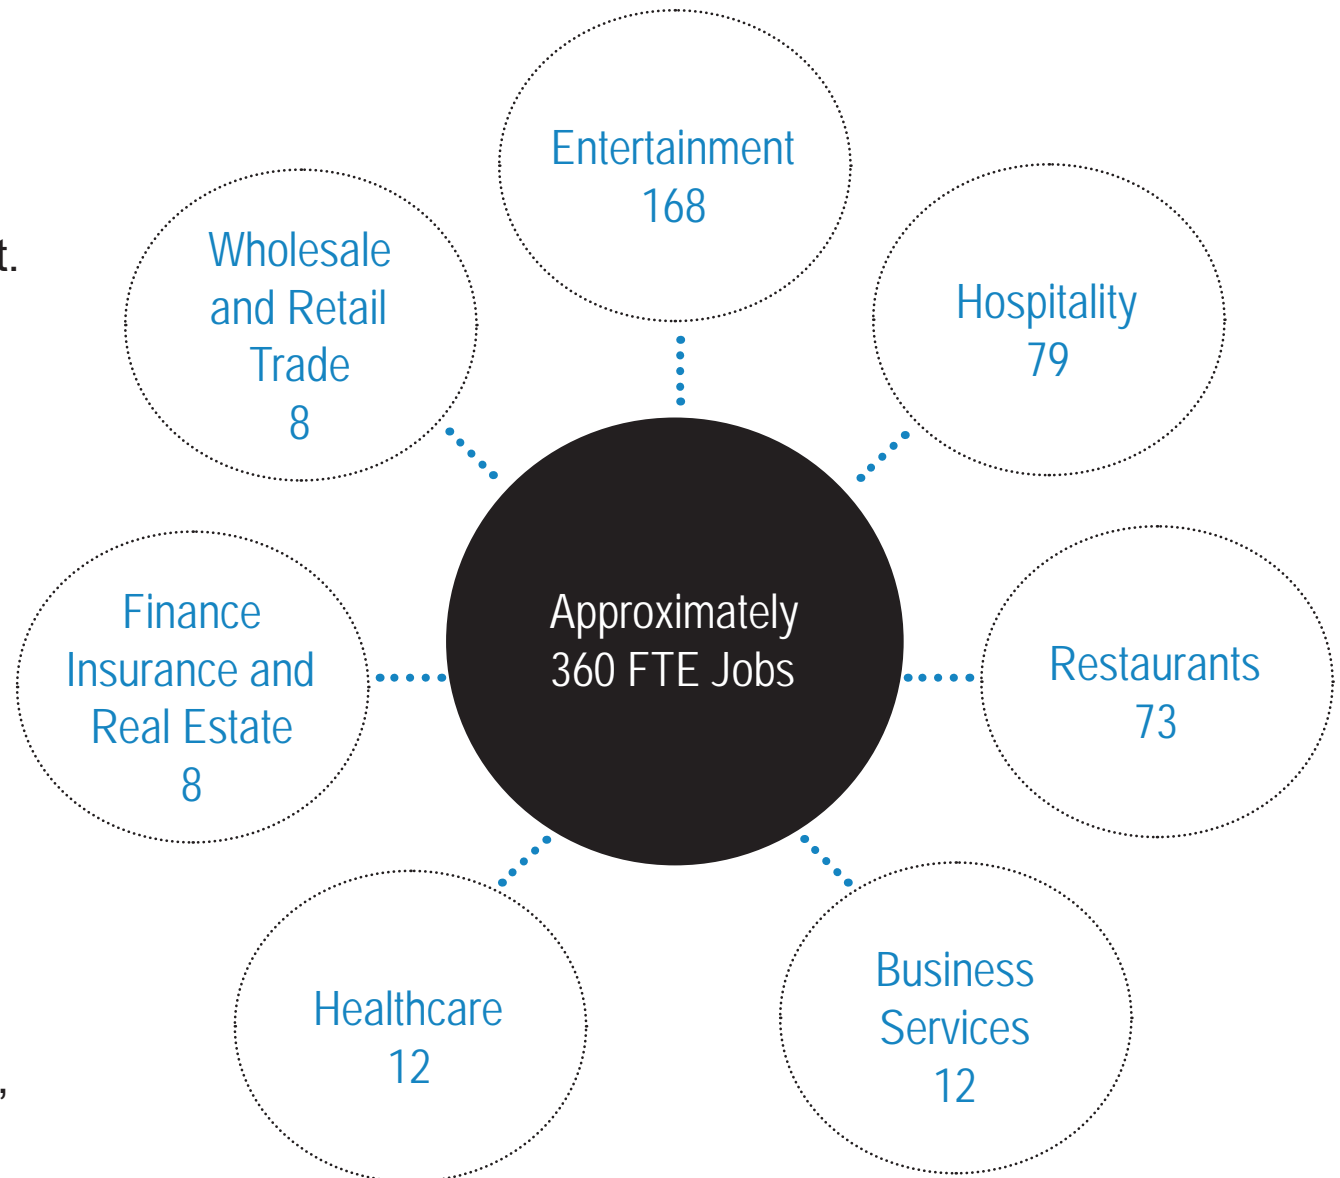 Entertainment
168
Hospitality
79
Restaurants
73
Business
Services
12
Healthcare
12
Finance
Insurance and
Real Estate
8
Wholesale
and Retail
Trade
8
Approximately
360 FTE Jobs
t.
,